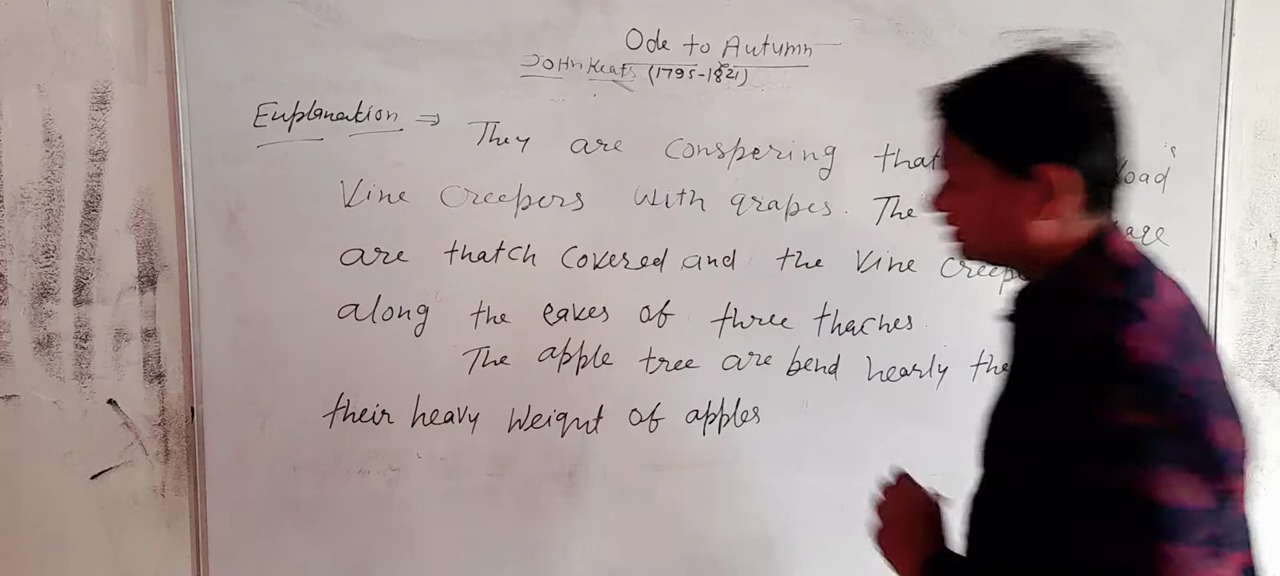 Ode to Autumn
John Keats (1795-1821)
Explanation ⇒ They are conspering that load
Vine Creepers with grapes. The are
are thatch covered and the Vine
along the eaves of three thaches.
The apple tree are bend nearly the
their heavy Weight of apples